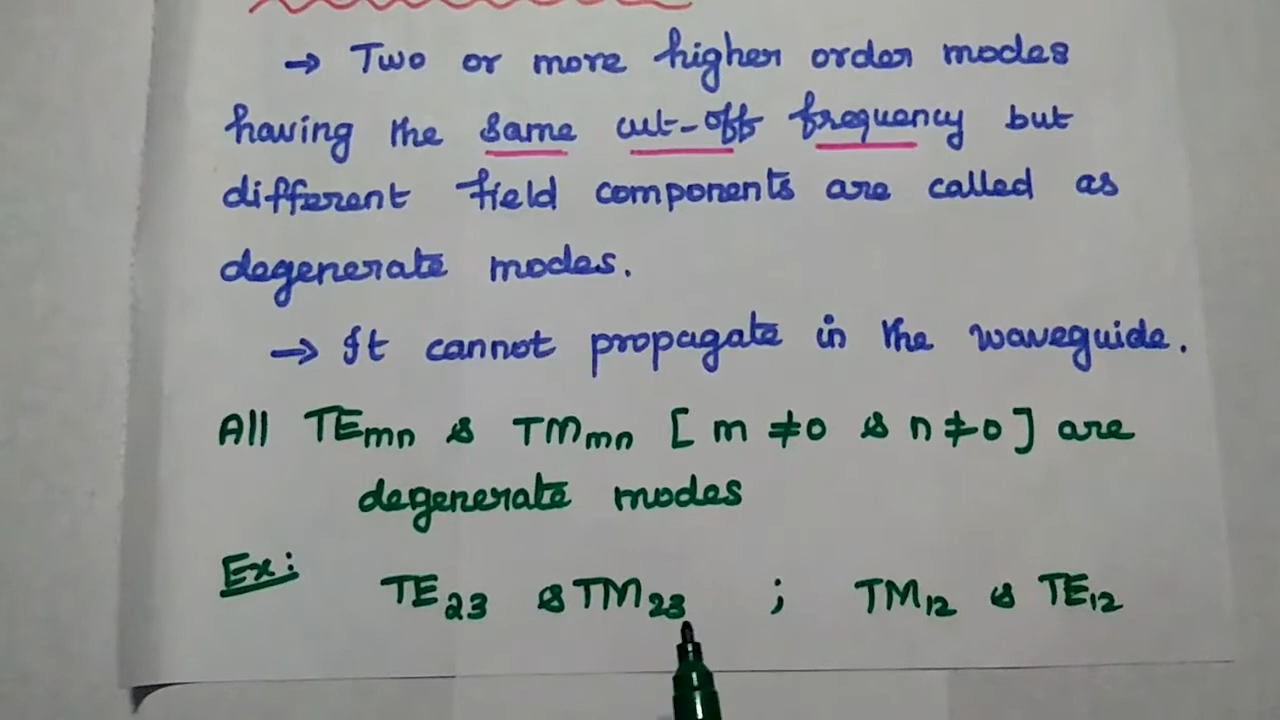 → Two or more higher order modes
having the same cut-off frequency but
different field components are called as
degenerate modes.
→ It cannot propagate in the waveguide.
All TEmn & TMmn [m ≠0 & n ≠0] are
degenerate modes
Ex: TE23 & TM23 ; TM12 & TE12